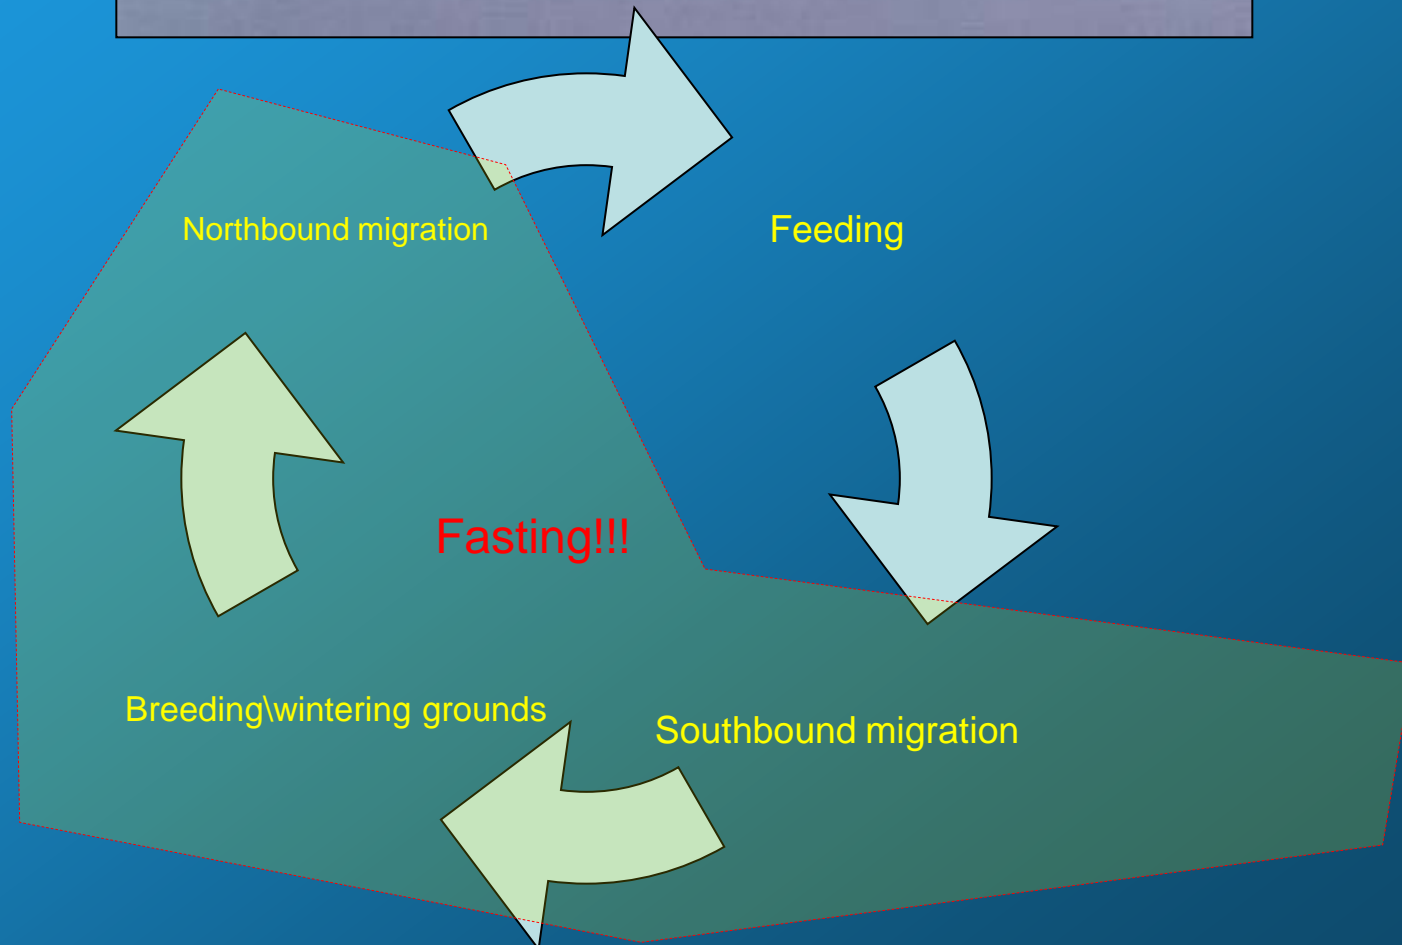 Northbound migration
Feeding
Fasting!!!
Breeding\wintering grounds
Southbound migration